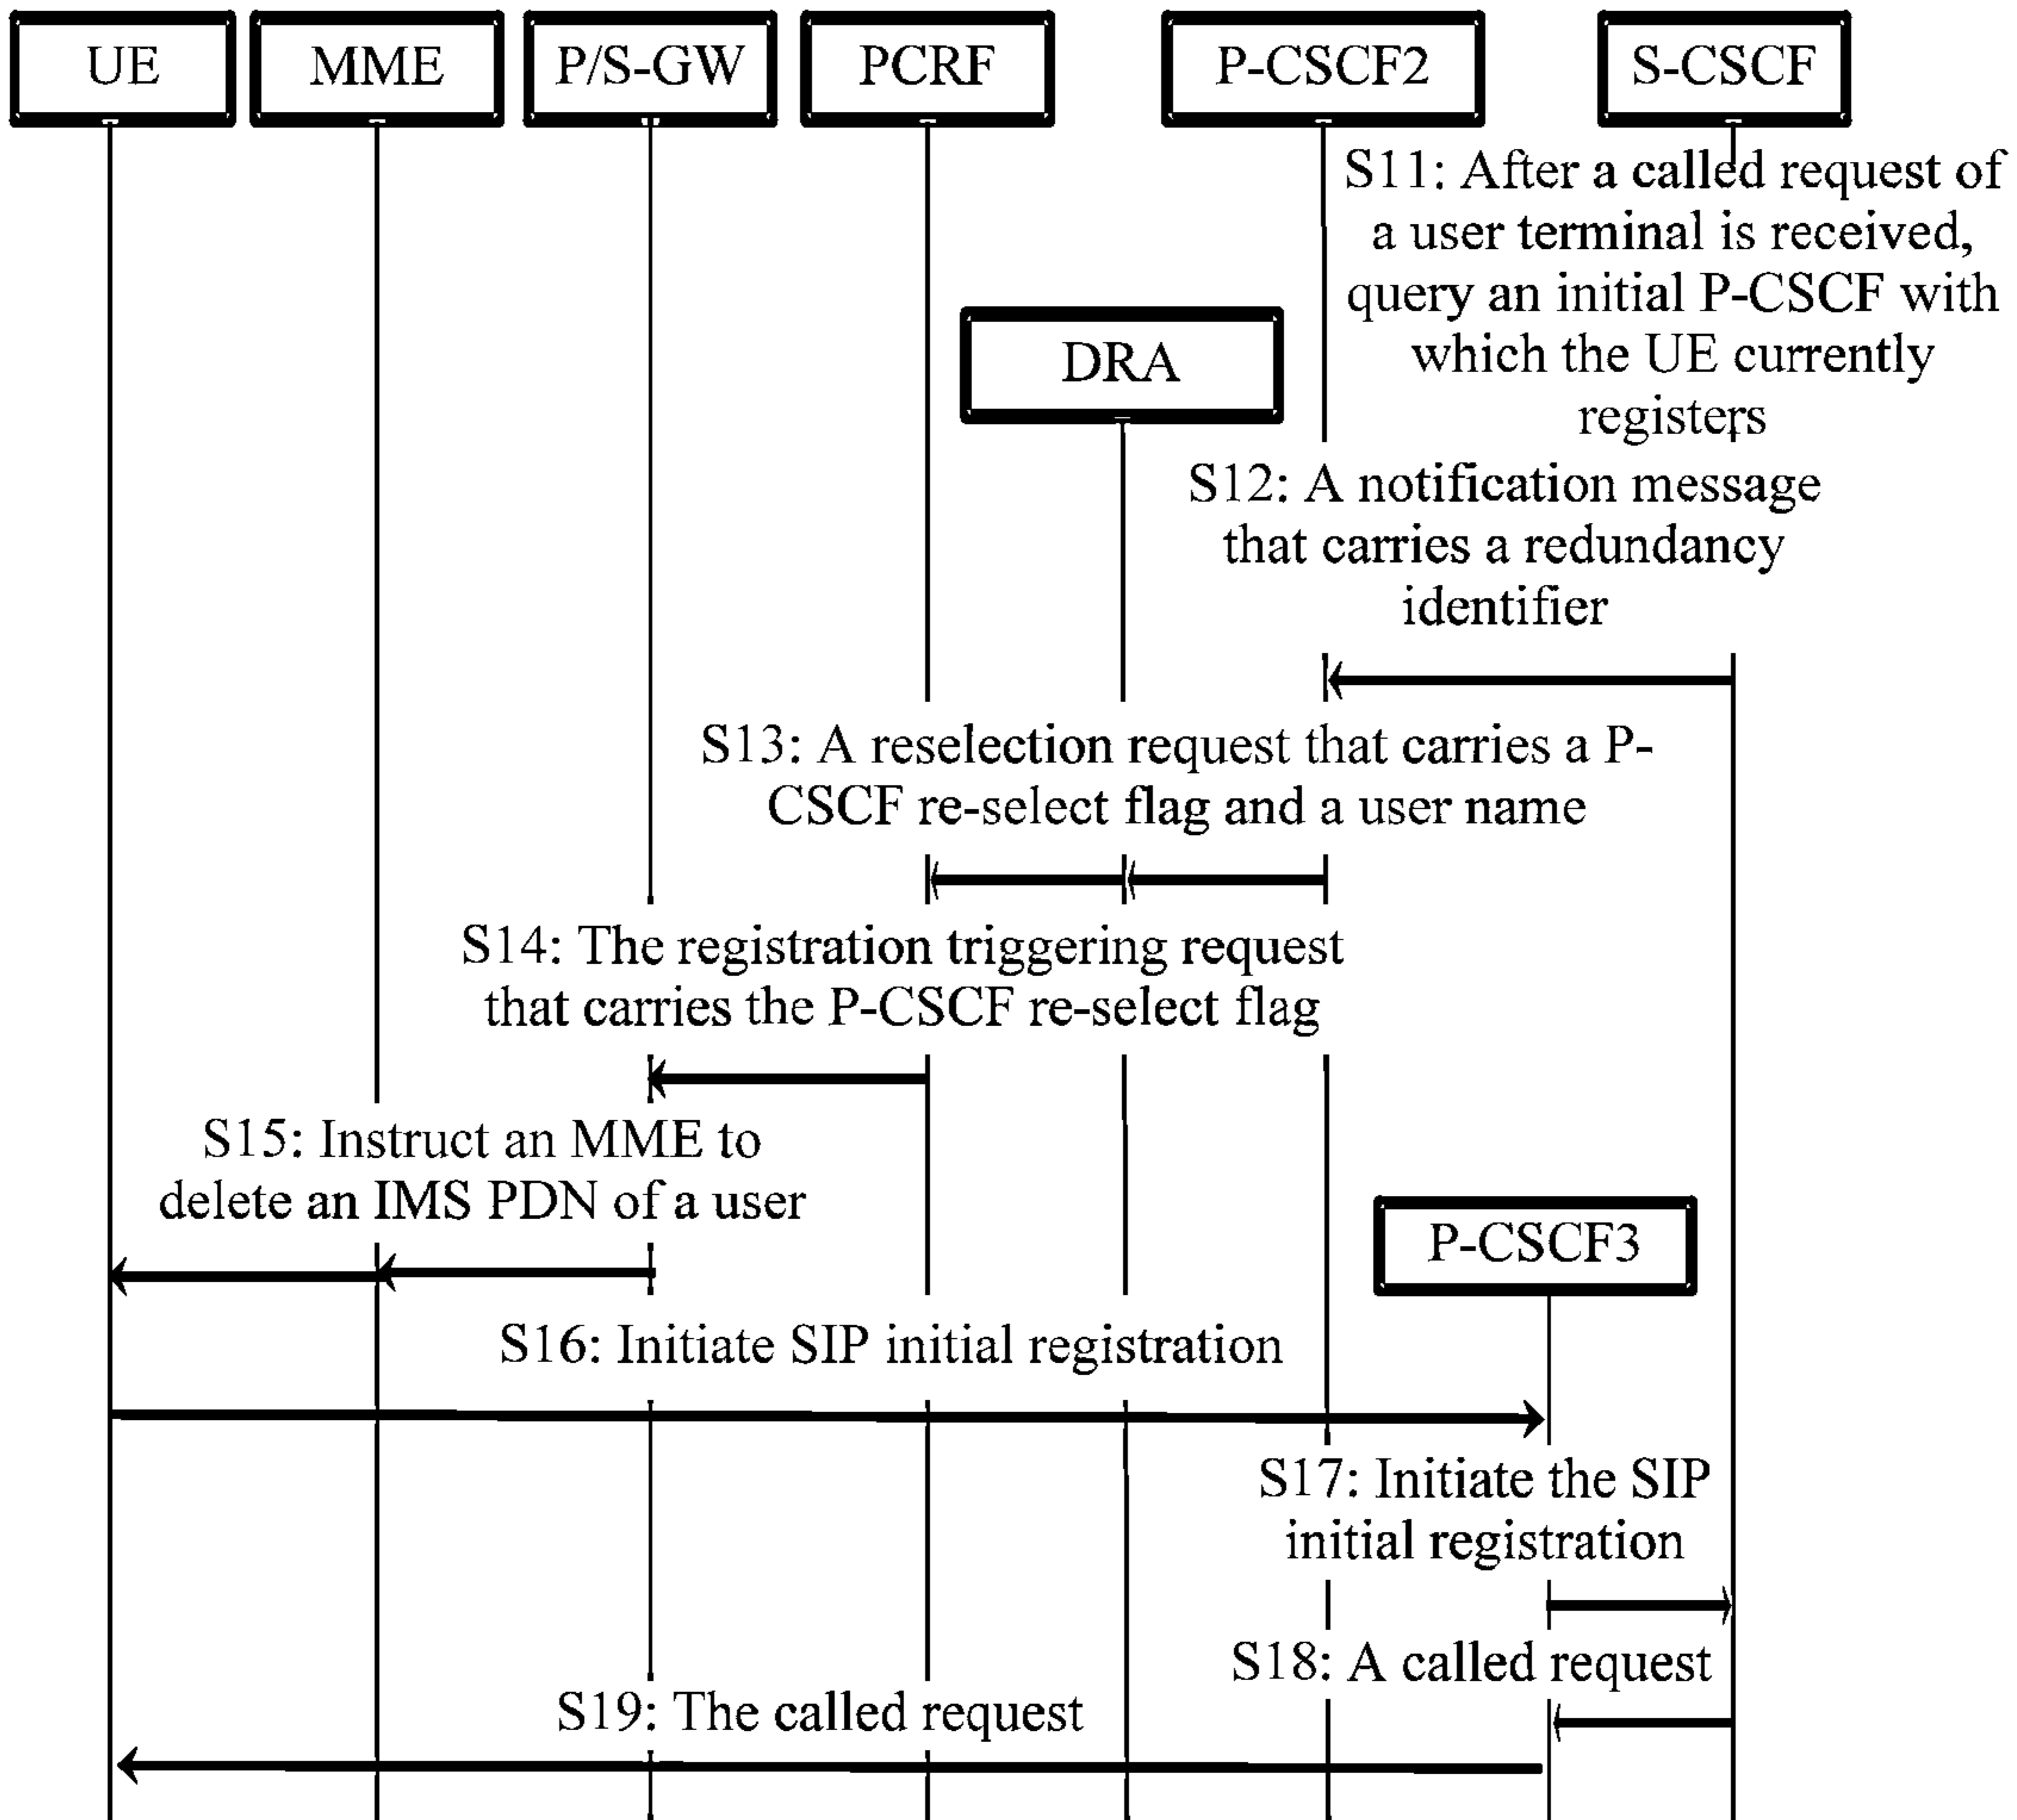 UE
MME
P/S-GW
PCRF
P-CSCF2
S-CSCF
S11: After a called request of
a user terminal is received,
query an initial P-CSCF with
which the UE currently
registers
DRA
S12: A notification message
that carries a redundancy
identifier
S13: A reselection request that carries a P-
CSCF re-select flag and a user name
S14: The registration triggering request
that carries the P-CSCF re-select flag
S15: Instruct an MME to
delete an IMS PDN of a user
P-CSCF3
S16: Initiate SIP initial registration
S17: Initiate the SIP
initial registration
S18: A called request
S19: The called request